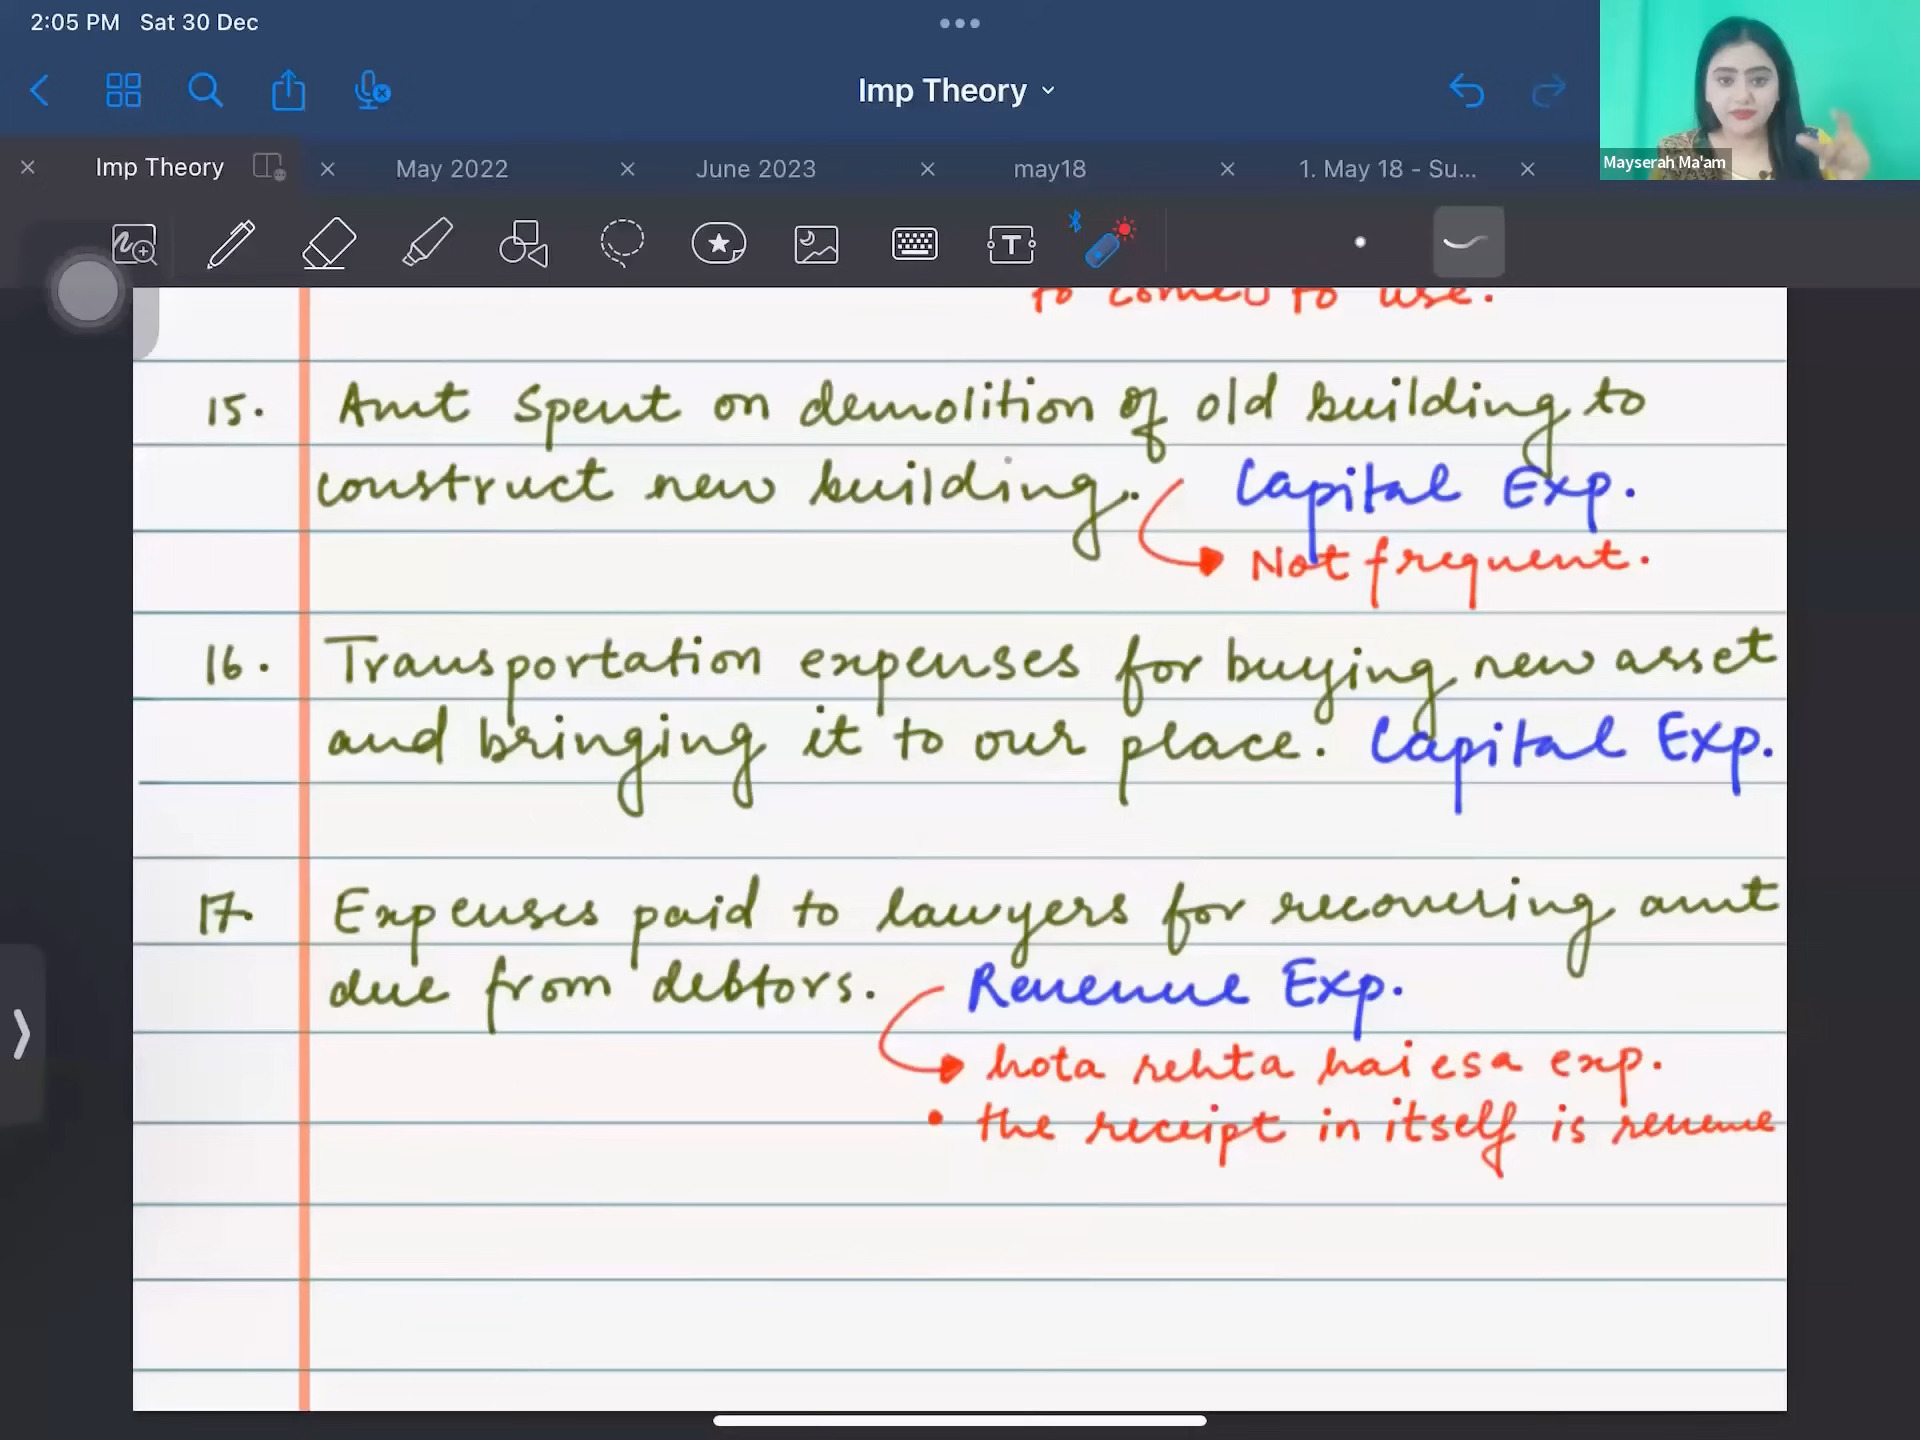 2:05 PM Sat 30 Dec
Imp Theory
Mayserah Ma'am
Imp Theory
May 2022
June 2023
may18
1. May 18 - Su...
T
to comes to use.
15. Amt Spent on demolition of old building to
construct new building. Capital Exp.
Not frequent.
16. Transportation expenses for buying new asset
and bringing it to our place. Capital Exp.
17. Expenses paid to lawyers for recovering amt
due from debtors. Revenue Exp.
hota rehta hai esa exp.
• the receipt in itself is revenue